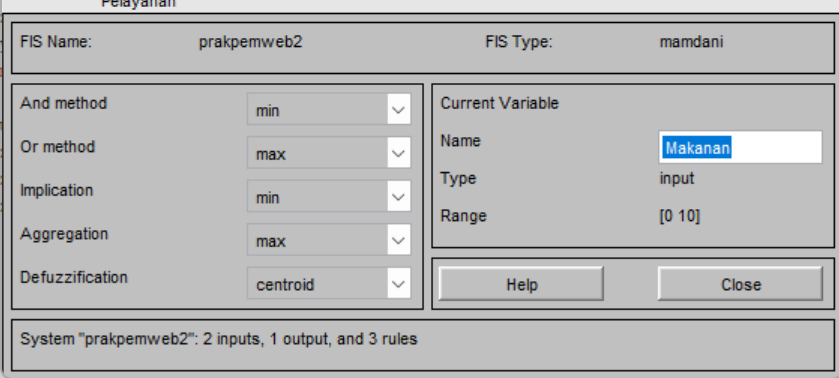 Pelayanan
FIS Name: prakpemweb2 FIS Type: mamdani
And method min
Or method max
Implication min
Aggregation max
Defuzzification centroid
Current Variable
Name Makanan
Type input
Range [0 10]
Help Close
System "prakpemweb2": 2 inputs, 1 output, and 3 rules